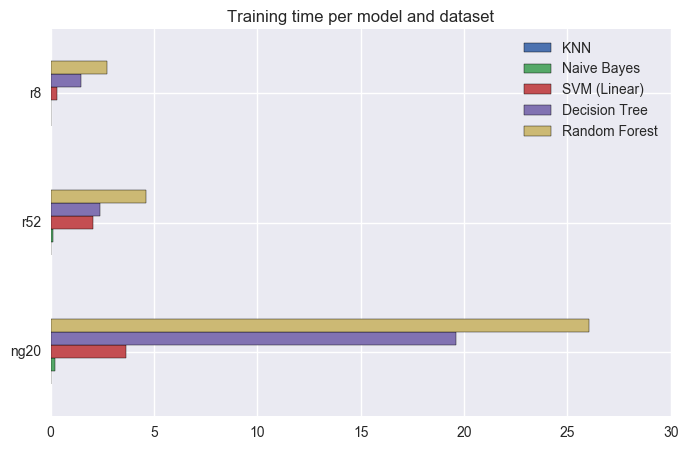 Training time per model and dataset
KNN
Naive Bayes
SVM (Linear)
Decision Tree
Random Forest
r8
r52
ng20
0 5 10 15 20 25 30